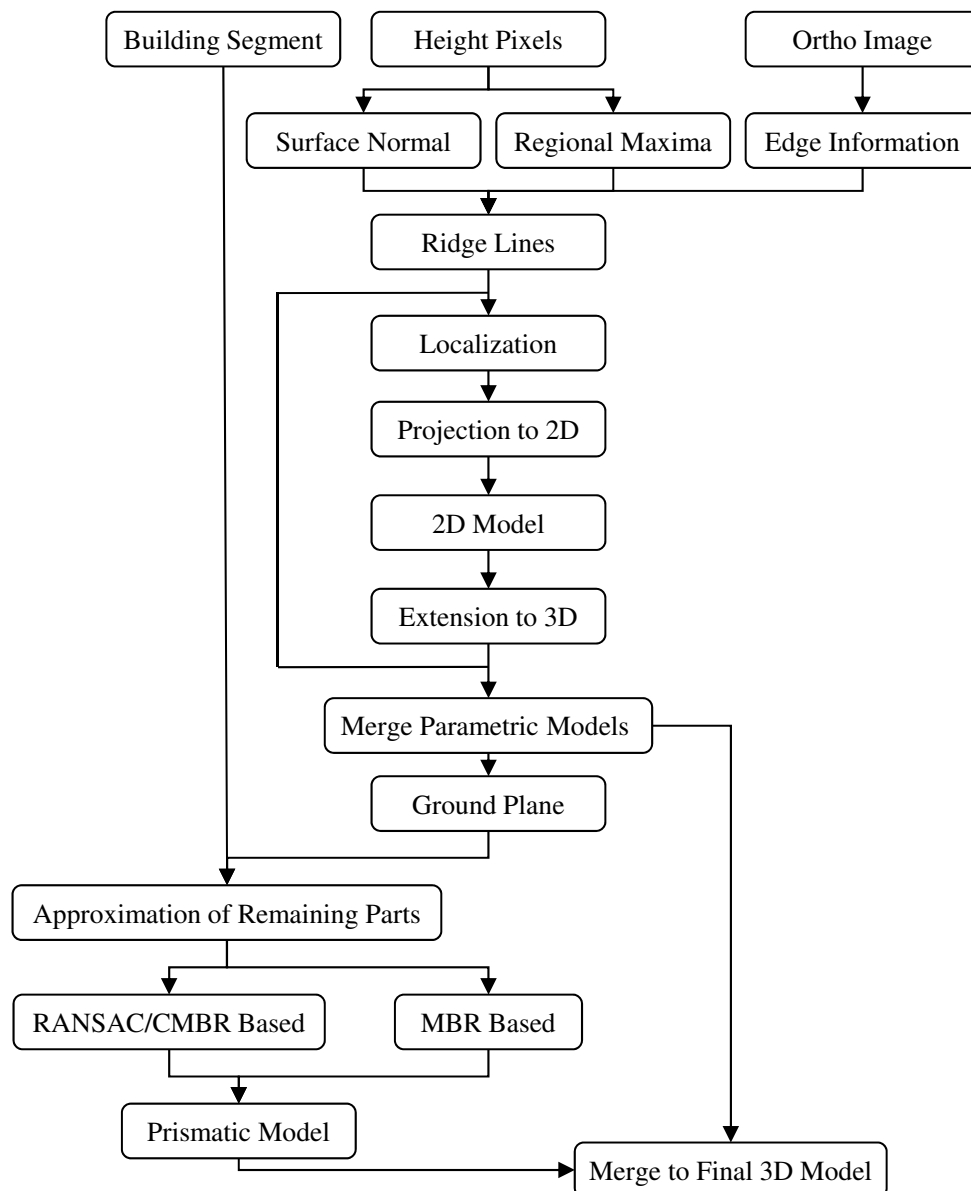 Building Segment
Height Pixels
Ortho Image
Surface Normal
Regional Maxima
Edge Information
Ridge Lines
Localization
Projection to 2D
2D Model
Extension to 3D
Merge Parametric Models
Ground Plane
Approximation of Remaining Parts
RANSAC/CMBR Based
MBR Based
Prismatic Model
Merge to Final 3D Model